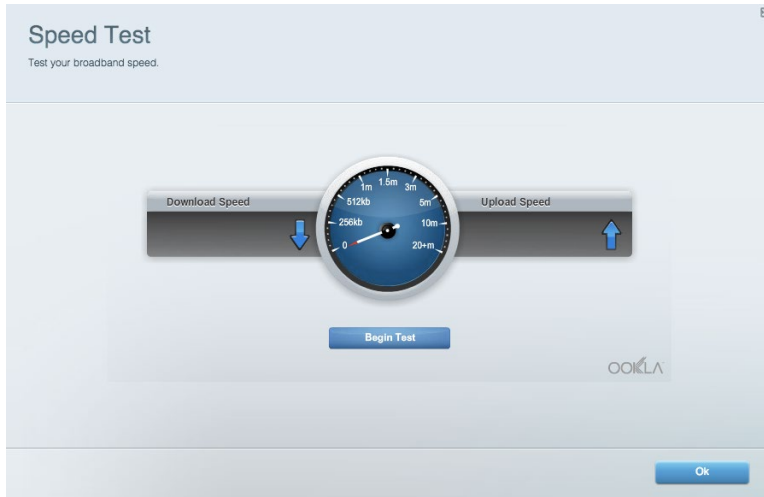 Speed Test
Test your broadband speed.
Download Speed
Upload Speed
0
256kb
512kb
1m
1.5m
3m
5m
10m
20+m
Begin Test
OOKLA
Ok